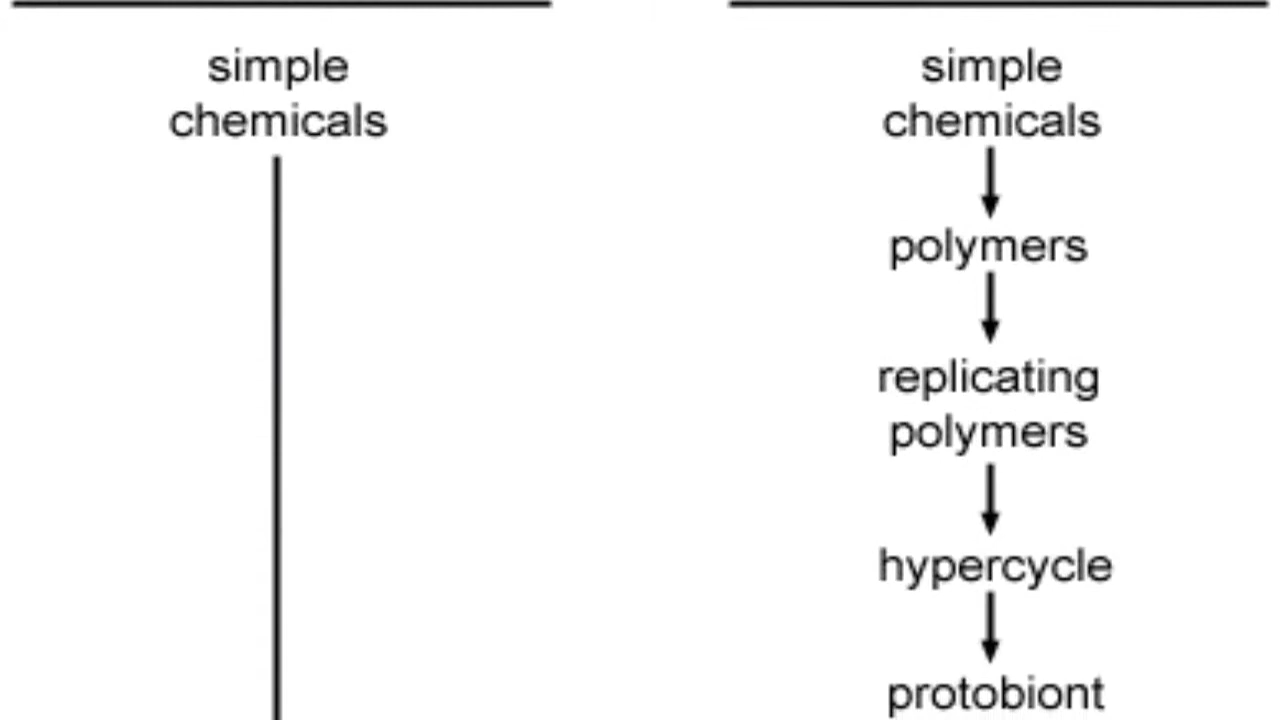 simple
chemicals
simple
chemicals
polymers
replicating
polymers
hypercycle
protobiont